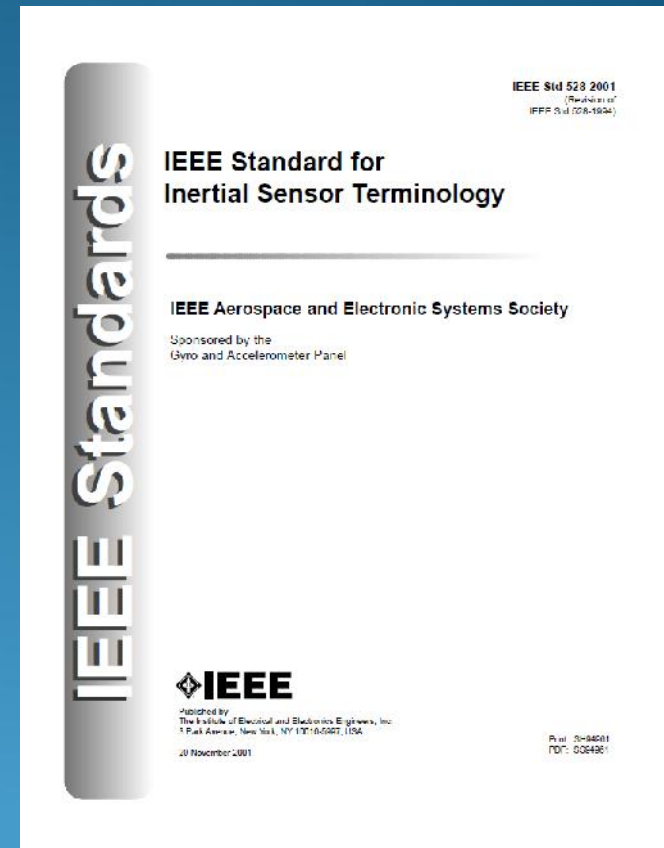 IEEE Std 528-2001
(Revision of
IEEE Std 528-1994)
IEEE Standards
IEEE Standard for
Inertial Sensor Terminology
IEEE Aerospace and Electronic Systems Society
Sponsored by the
Gyro and Accelerometer Panel
IEEE
Published by
The Institute of Electrical and Electronics Engineers, Inc.
3 Park Avenue, New York, NY 10016-5997, USA
20 November 2001
Print:
PDF: